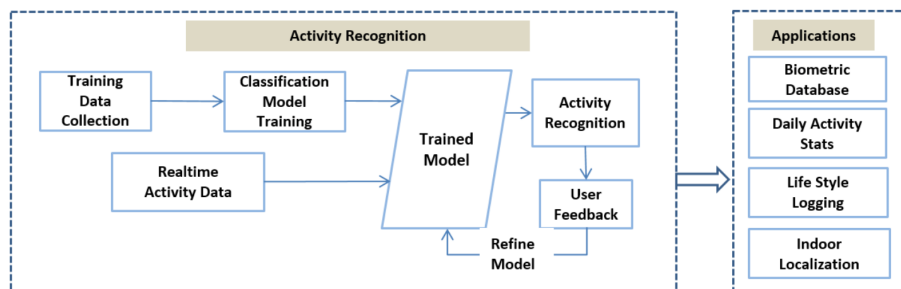 Activity Recognition
Training
Data
Collection
Classification
Model
Training
Trained
Model
Activity
Recognition
Realtime
Activity Data
User
Feedback
Refine
Model
Applications
Biometric
Database
Daily Activity
Stats
Life Style
Logging
Indoor
Localization